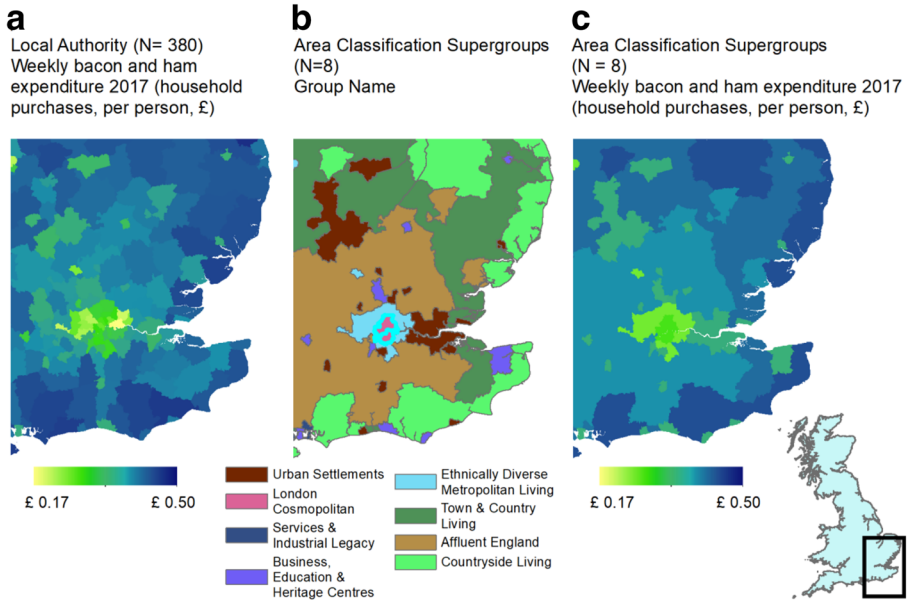 a
Local Authority (N= 380)
Weekly bacon and ham
expenditure 2017 (household
purchases, per person, £)
b
Area Classification Supergroups
(N=8)
Group Name
c
Area Classification Supergroups
(N = 8)
Weekly bacon and ham expenditure 2017
(household purchases, per person, £)
£ 0.17
£ 0.50
Urban Settlements
London
Cosmopolitan
Services &
Industrial Legacy
Business,
Education &
Heritage Centres
Ethnically Diverse
Metropolitan Living
Town & Country
Living
Affluent England
Countryside Living
£ 0.17
£ 0.50